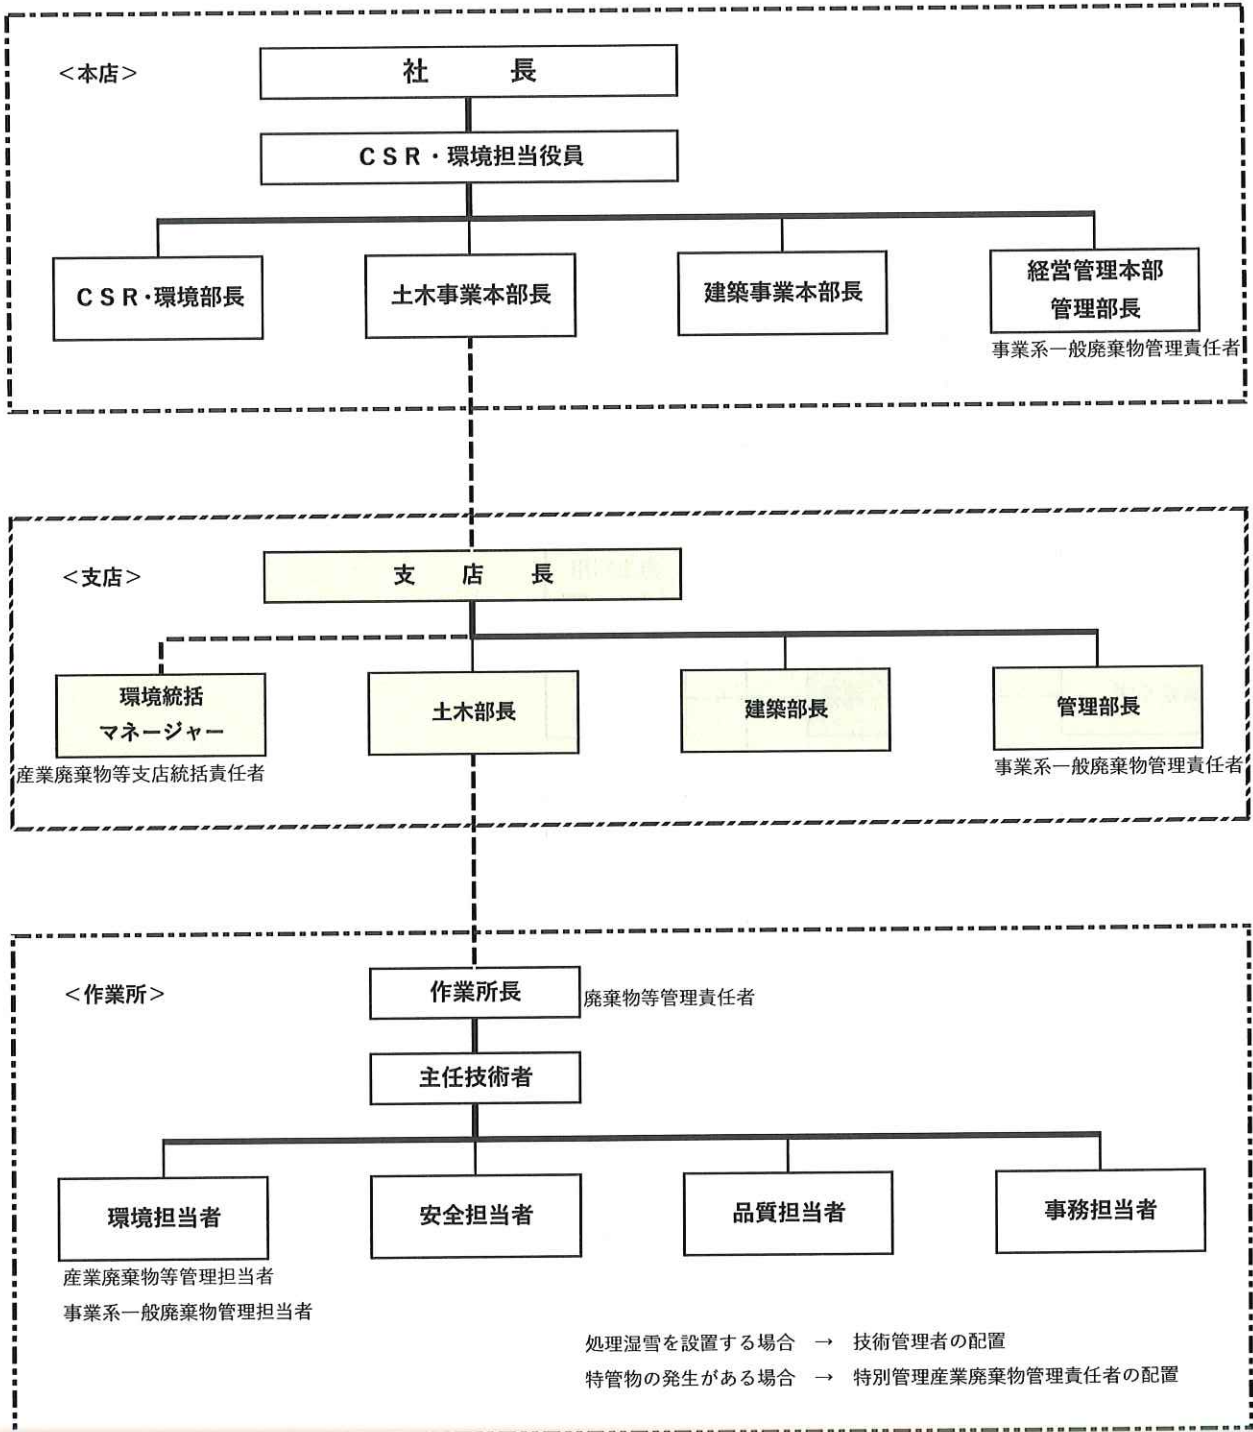 ＜本店＞
社　長
ＣＳＲ・環境担当役員
ＣＳＲ・環境部長
土木事業本部長
建築事業本部長
経営管理本部
管理部長
事業系一般廃棄物管理責任者
＜支店＞
支　店　長
環境統括
マネージャー
産業廃棄物等支店統括責任者
土木部長
建築部長
管理部長
事業系一般廃棄物管理責任者
＜作業所＞
作業所長
廃棄物等管理責任者
主任技術者
環境担当者
産業廃棄物等管理担当者
事業系一般廃棄物管理担当者
安全担当者
品質担当者
事務担当者
処理湿雪を設置する場合　→　技術管理者の配置
特管物の発生がある場合　→　特別管理産業廃棄物管理責任者の配置